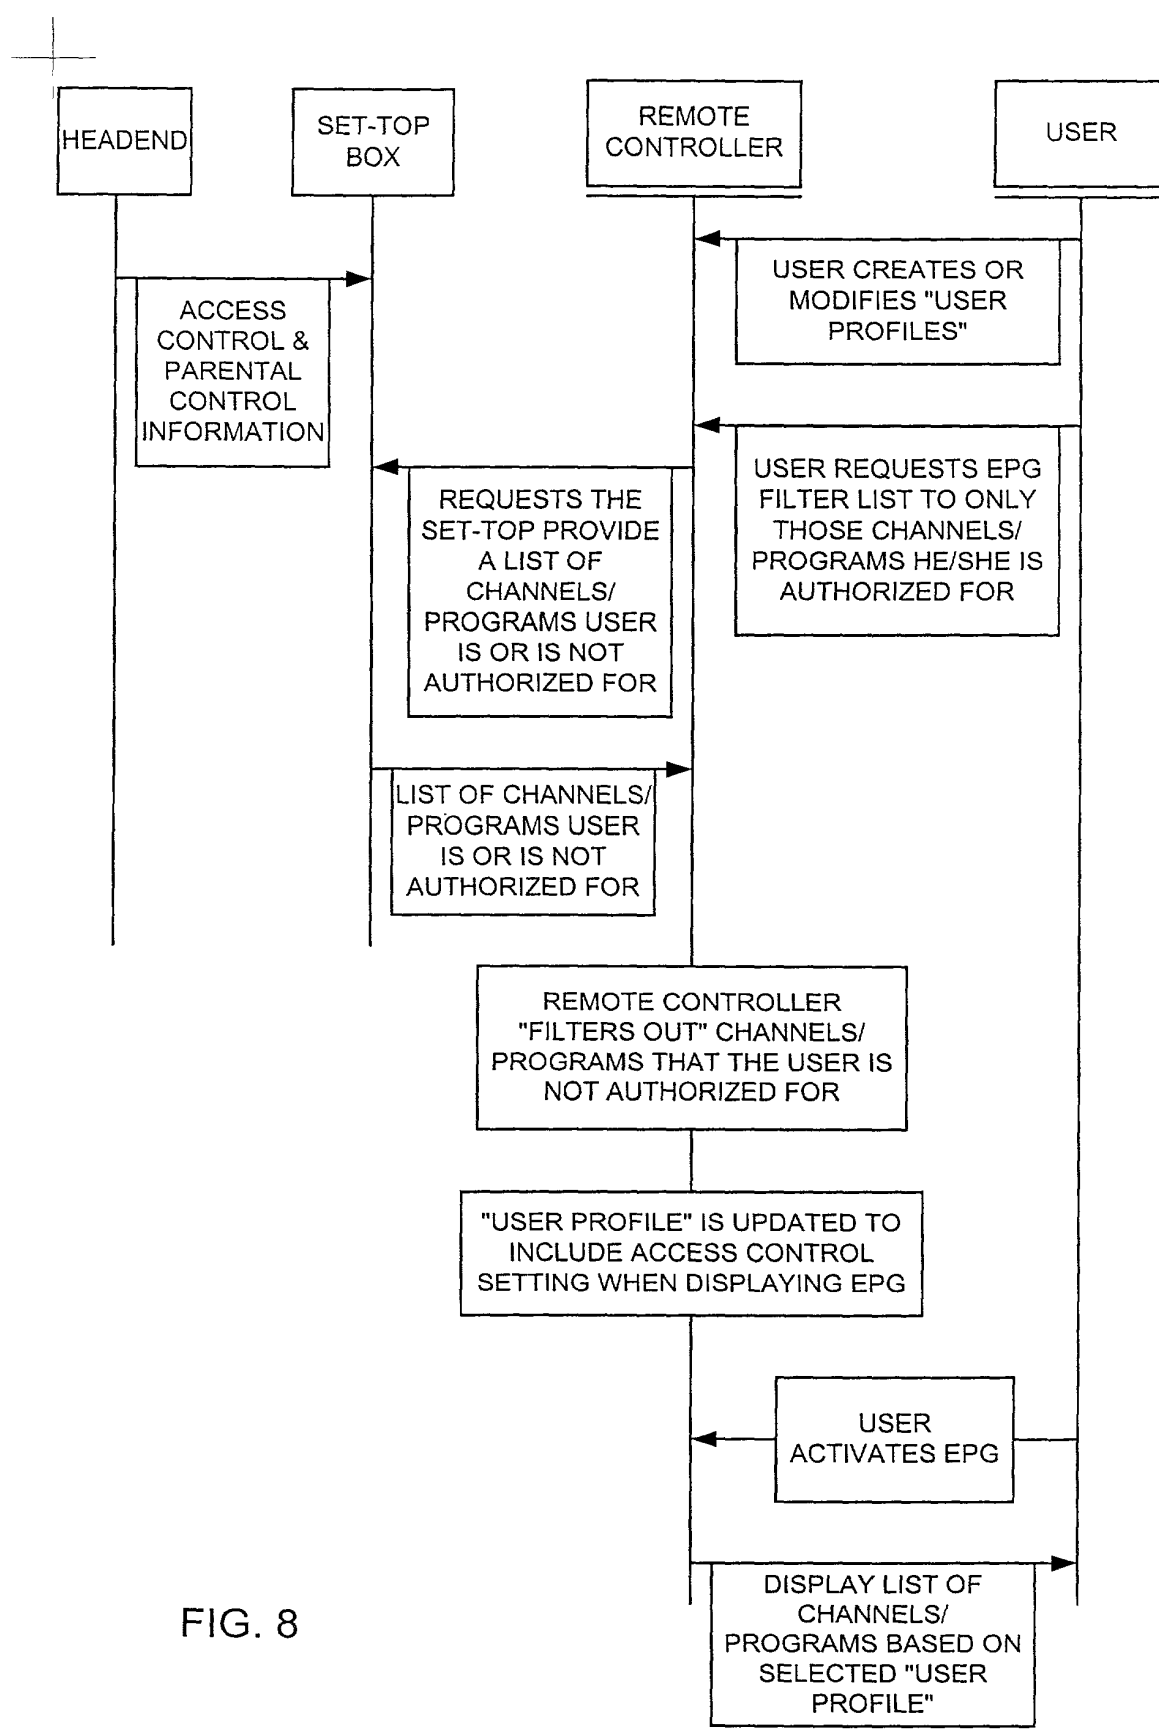 HEADEND
SET-TOP
BOX
REMOTE
CONTROLLER
USER
USER CREATES OR
MODIFIES "USER
PROFILES"
ACCESS
CONTROL &
PARENTAL
CONTROL
INFORMATION
USER REQUESTS EPG
FILTER LIST TO ONLY
THOSE CHANNELS/
PROGRAMS HE/SHE IS
AUTHORIZED FOR
REQUESTS THE
SET-TOP PROVIDE
A LIST OF
CHANNELS/
PROGRAMS USER
IS OR IS NOT
AUTHORIZED FOR
LIST OF CHANNELS/
PROGRAMS USER
IS OR IS NOT
AUTHORIZED FOR
REMOTE CONTROLLER
"FILTERS OUT" CHANNELS/
PROGRAMS THAT THE USER IS
NOT AUTHORIZED FOR
"USER PROFILE" IS UPDATED TO
INCLUDE ACCESS CONTROL
SETTING WHEN DISPLAYING EPG
USER
ACTIVATES EPG
DISPLAY LIST OF
CHANNELS/
PROGRAMS BASED ON
SELECTED "USER
PROFILE"
FIG. 8